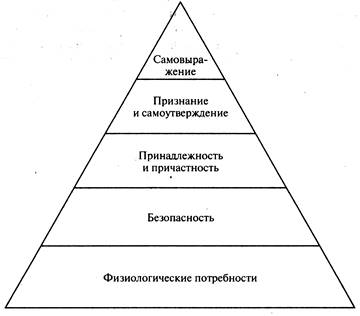 Самовыра-
жение
Признание
и самоутверждение
Принадлежность
и причастность
Безопасность
Физиологические потребности